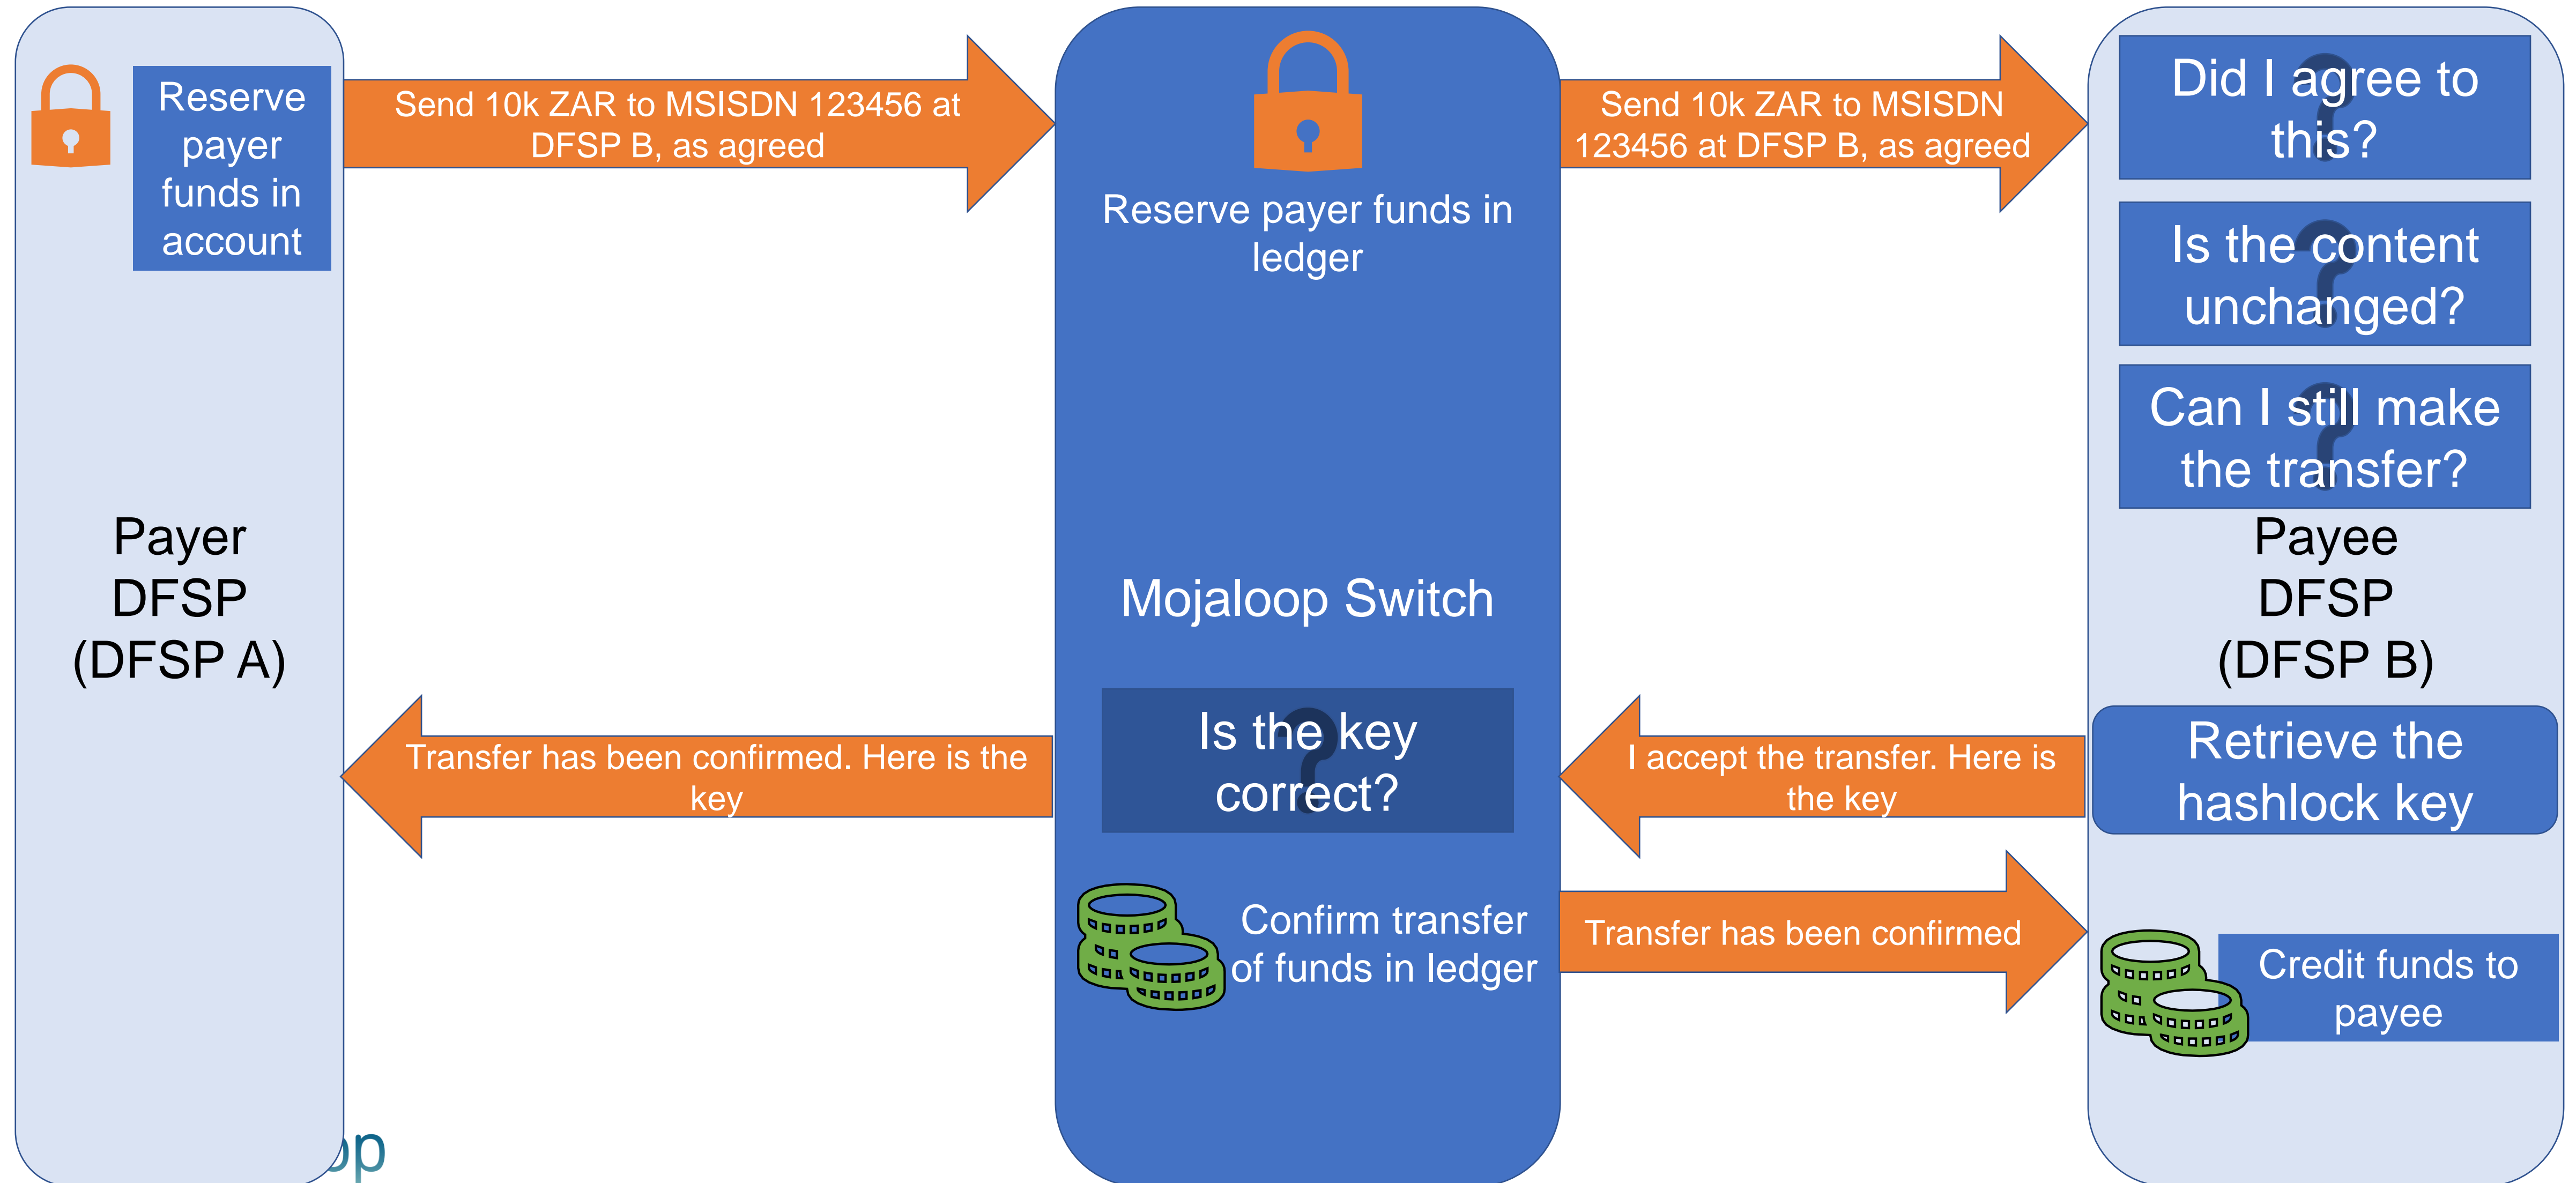 Reserve
payer
funds in
account
Send 10k ZAR to MSISDN 123456 at
DFSP B, as agreed
Reserve payer funds in
ledger
Send 10k ZAR to MSISDN
123456 at DFSP B, as agreed
Did I agree to
this?
Is the content
unchanged?
Can I still make
the transfer?
Payer
DFSP
(DFSP A)
Mojaloop Switch
Payee
DFSP
(DFSP B)
Retrieve the
hashlock key
I accept the transfer. Here is
the key
Is the key
correct?
Transfer has been confirmed. Here is the
key
Confirm transfer
of funds in ledger
Transfer has been confirmed
Credit funds to
payee